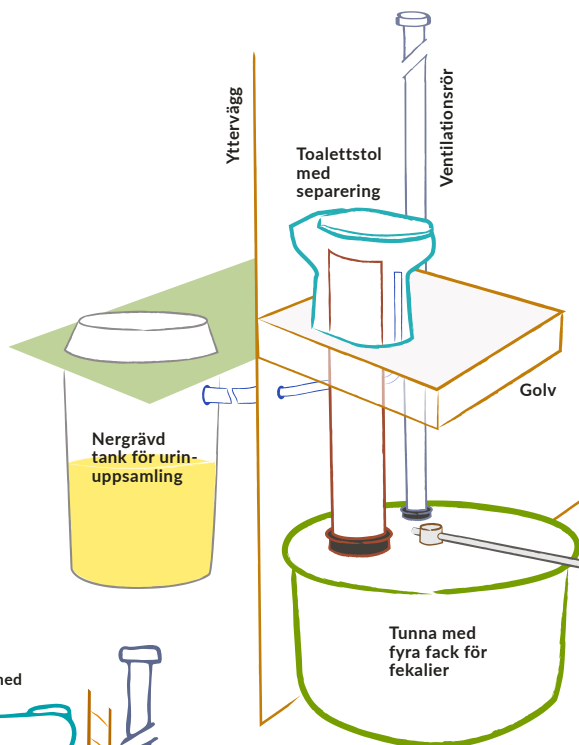 Yttervägg
Ventilationsrör
Toalettstol
med
separering
Golv
Nergrävd
tank för urin-
uppsamling
Tunna med
fyra fack för
fekalier